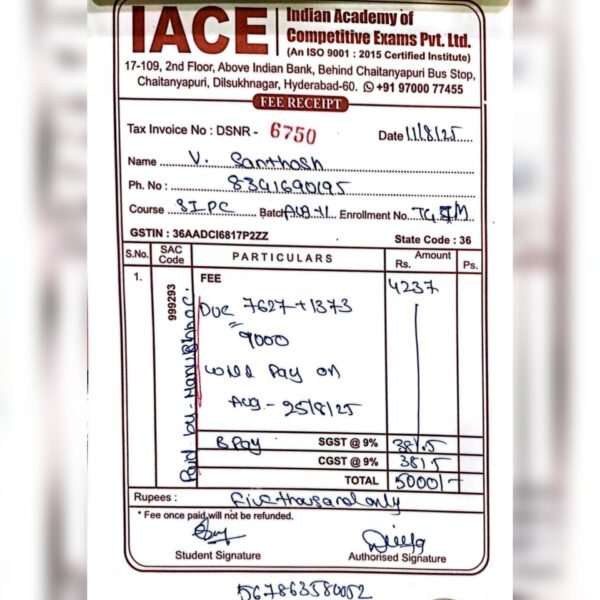 IACE Indian Academy of
Competitive Exams Pvt. Ltd.
(An ISO 9001 : 2015 Certified Institute)
17-109, 2nd Floor, Above Indian Bank, Behind Chaitanyapuri Bus Stop,
Chaitanyapuri, Dilsukhnagar, Hyderabad-60. +91 97000 77455
FEE RECEIPT
Tax Invoice No : DSNR - 6750 Date 11/8/25
Name V. Santhosh
Ph. No : 8341690195
Course SIPC Batch Enrollment No.
GSTIN : 36AADCI6817P2ZZ State Code : 36
S.No. SAC Code PARTICULARS Amount
Rs. Ps.
1. 999293 FEE 4237
Due 7627+1373
=
9000
will pay on
Aug - 25/8/25
Paid by -
B Pay SGST @ 9% 381.5
CGST @ 9% 381.5
TOTAL 5000/-
Rupees : Five thousand only
* Fee once paid,will not be refunded.
Student Signature Authorised Signature
567863580052